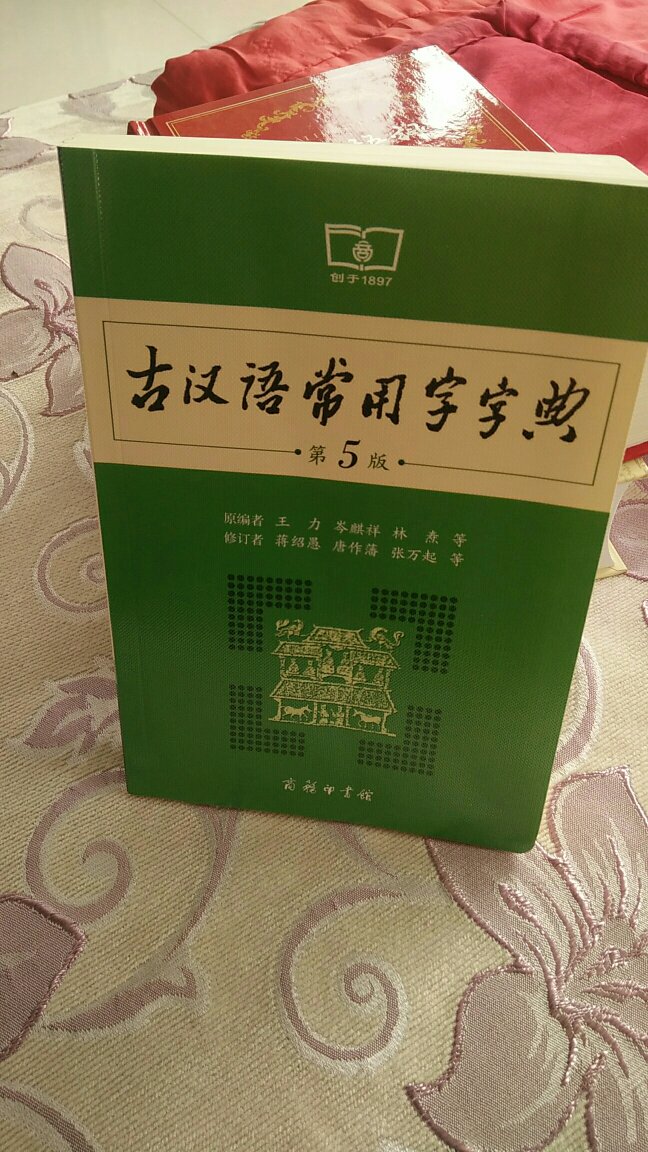 创于1897
古汉语常用字字典
第5版
原编者 王力 岑麒祥 林焘 等
修订者 蒋绍愚 唐作藩 张万起 等
商务印书馆